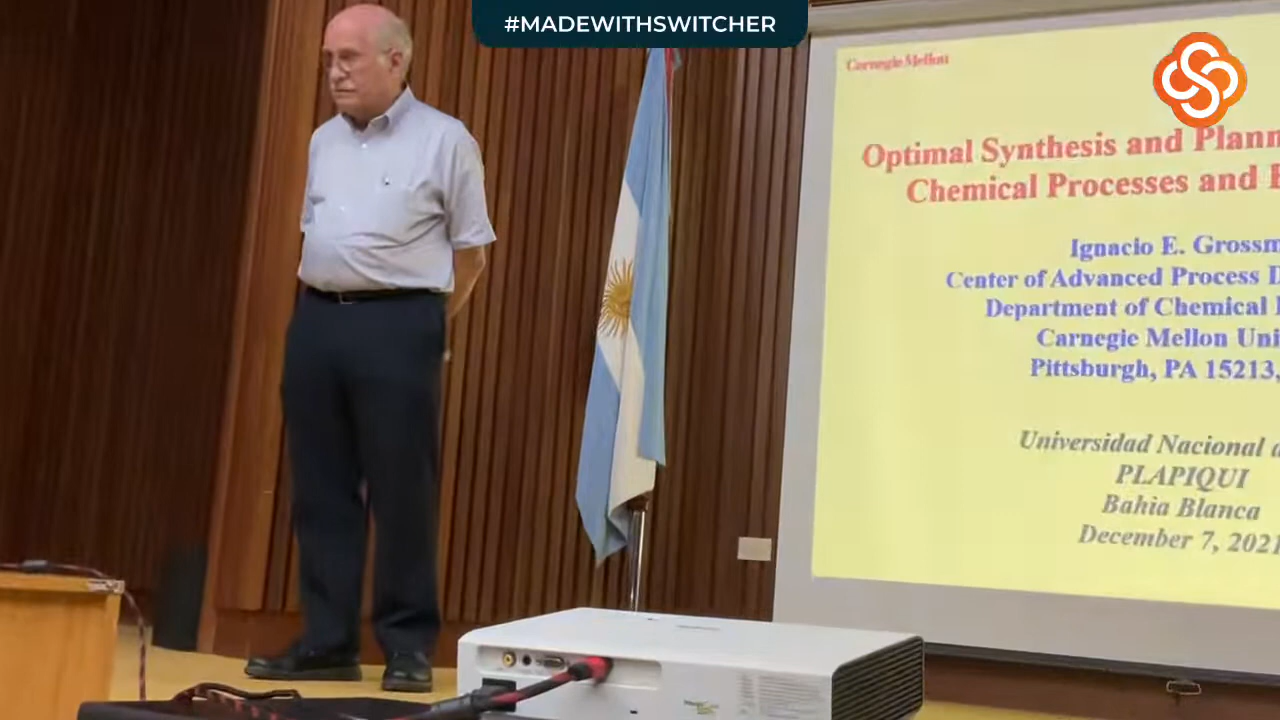 #MADEWITHSWITCHER
Carnegie Mellon
Optimal Synthesis and Plann
Chemical Processes and
Ignacio E. Grossm
Center of Advanced Process D
Department of Chemical
Carnegie Mellon Uni
Pittsburgh, PA 15213,
Universidad Nacional d
PLAPIQUI
Bahia Blanca
December 7, 2021